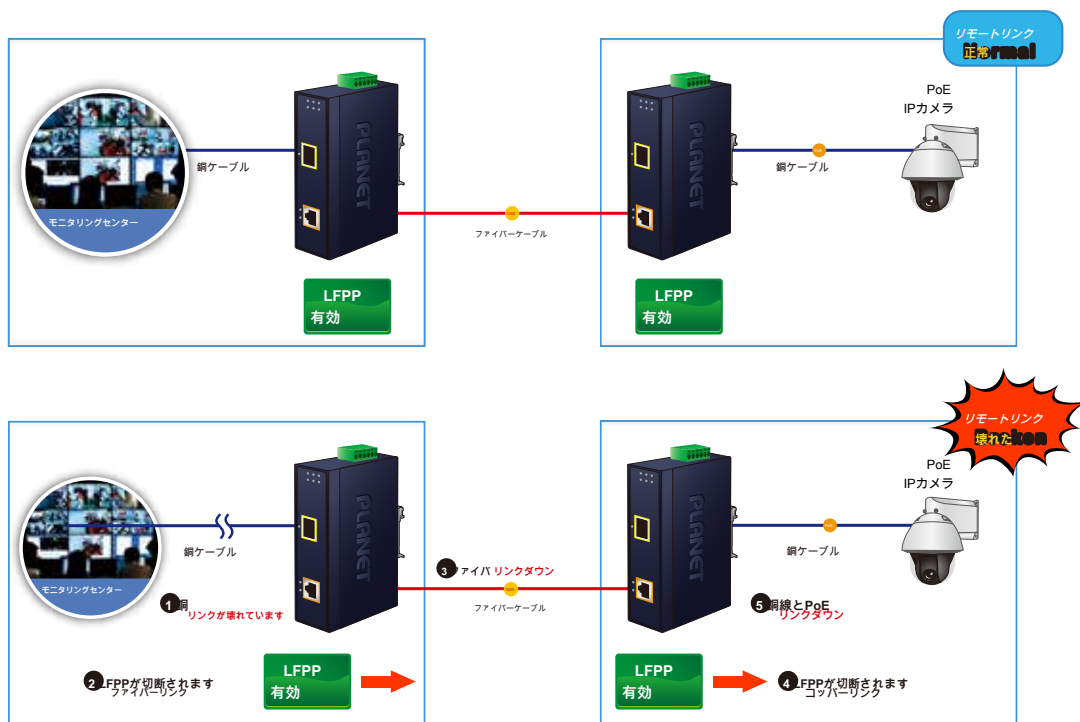 リモートリンク
正常 Normal
PoE
IPカメラ
PLANET
PLANET
銅ケーブル
銅ケーブル
モニタリングセンター
ファイバーケーブル
LFPP
有効
LFPP
有効
リモートリンク
壊れた Broken
PoE
IPカメラ
PLANET
PLANET
銅ケーブル
銅ケーブル
3 ファイバ リンクダウン
モニタリングセンター
ファイバーケーブル
1 銅
リンクが壊れています
5 銅線とPoE
リンクダウン
2 LFPPが切断されます
ファイバーリンク
LFPP
有効
LFPP
有効
4 LFPPが切断されます
コッパーリンク